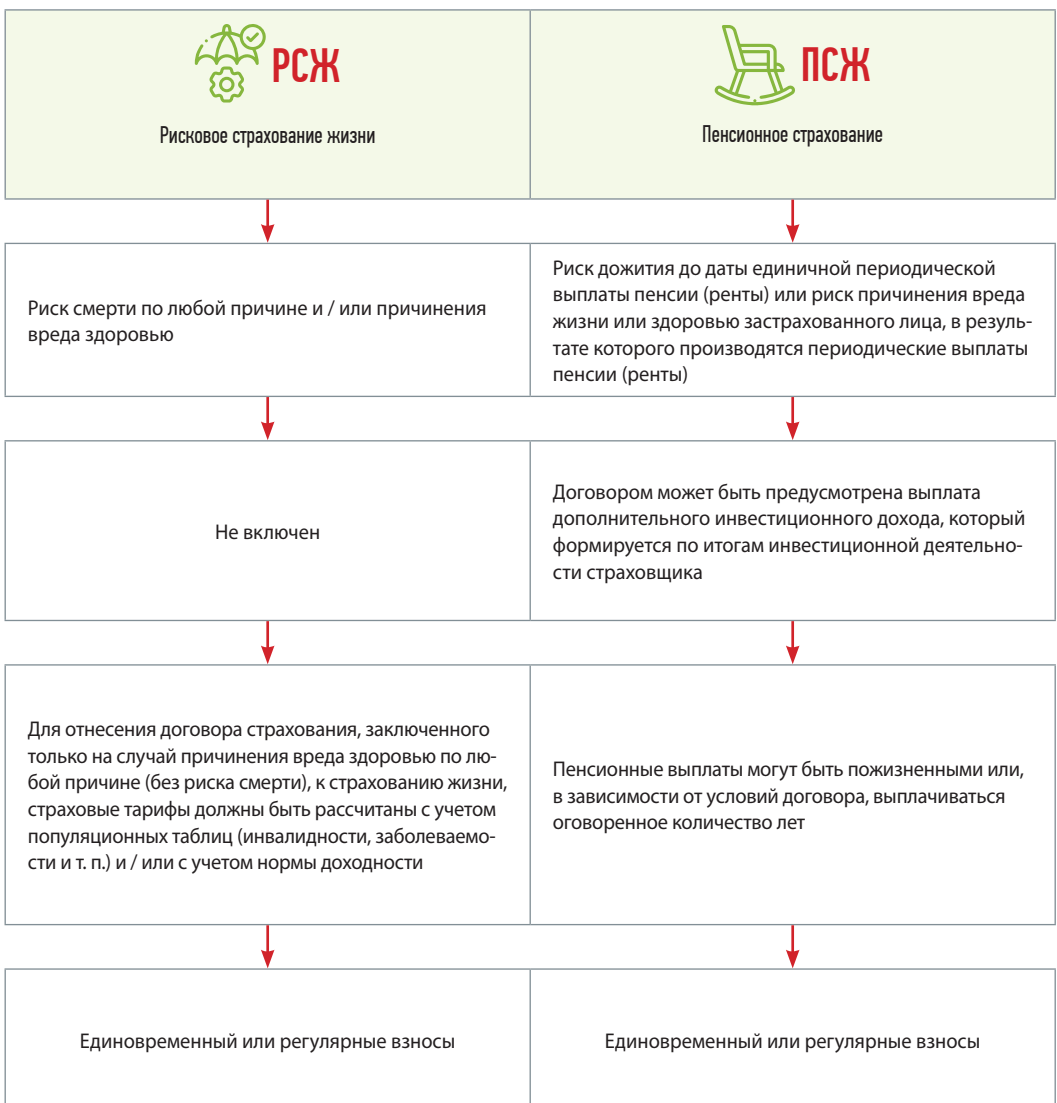 РСЖ
Рисковое страхование жизни
ПСЖ
Пенсионное страхование
Риск смерти по любой причине и / или причинения
вреда здоровью
Риск дожития до даты единичной периодической
выплаты пенсии (ренты) или риск причинения вреда
жизни или здоровью застрахованного лица, в резуль-
тате которого производятся периодические выплаты
пенсии (ренты)
Не включен
Договором может быть предусмотрена выплата
дополнительного инвестиционного дохода, который
формируется по итогам инвестиционной деятельно-
сти страховщика
Для отнесения договора страхования, заключенного
только на случай причинения вреда здоровью по лю-
бой причине (без риска смерти), к страхованию жизни,
страховые тарифы должны быть рассчитаны с учетом
популяционных таблиц (инвалидности, заболеваемо-
сти и т. п.) и / или с учетом нормы доходности
Пенсионные выплаты могут быть пожизненными или,
в зависимости от условий договора, выплачиваться
оговоренное количество лет
Единовременный или регулярные взносы
Единовременный или регулярные взносы